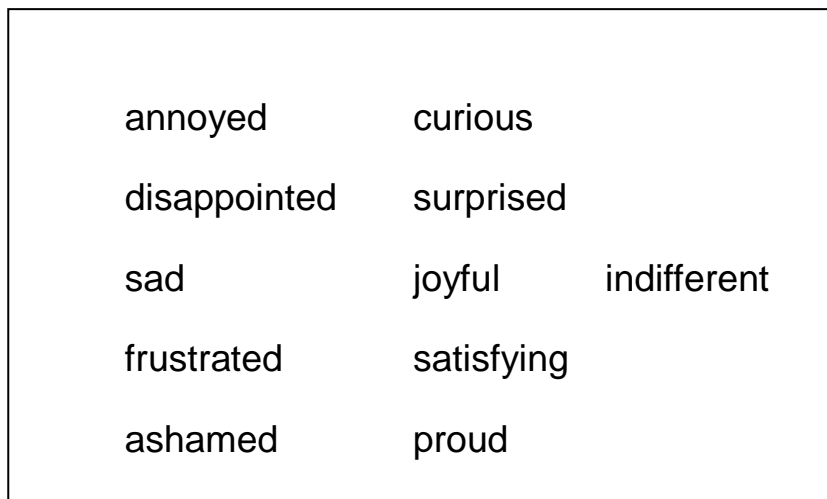 annoyed curious
disappointed surprised
sad joyful indifferent
frustrated satisfying
ashamed proud